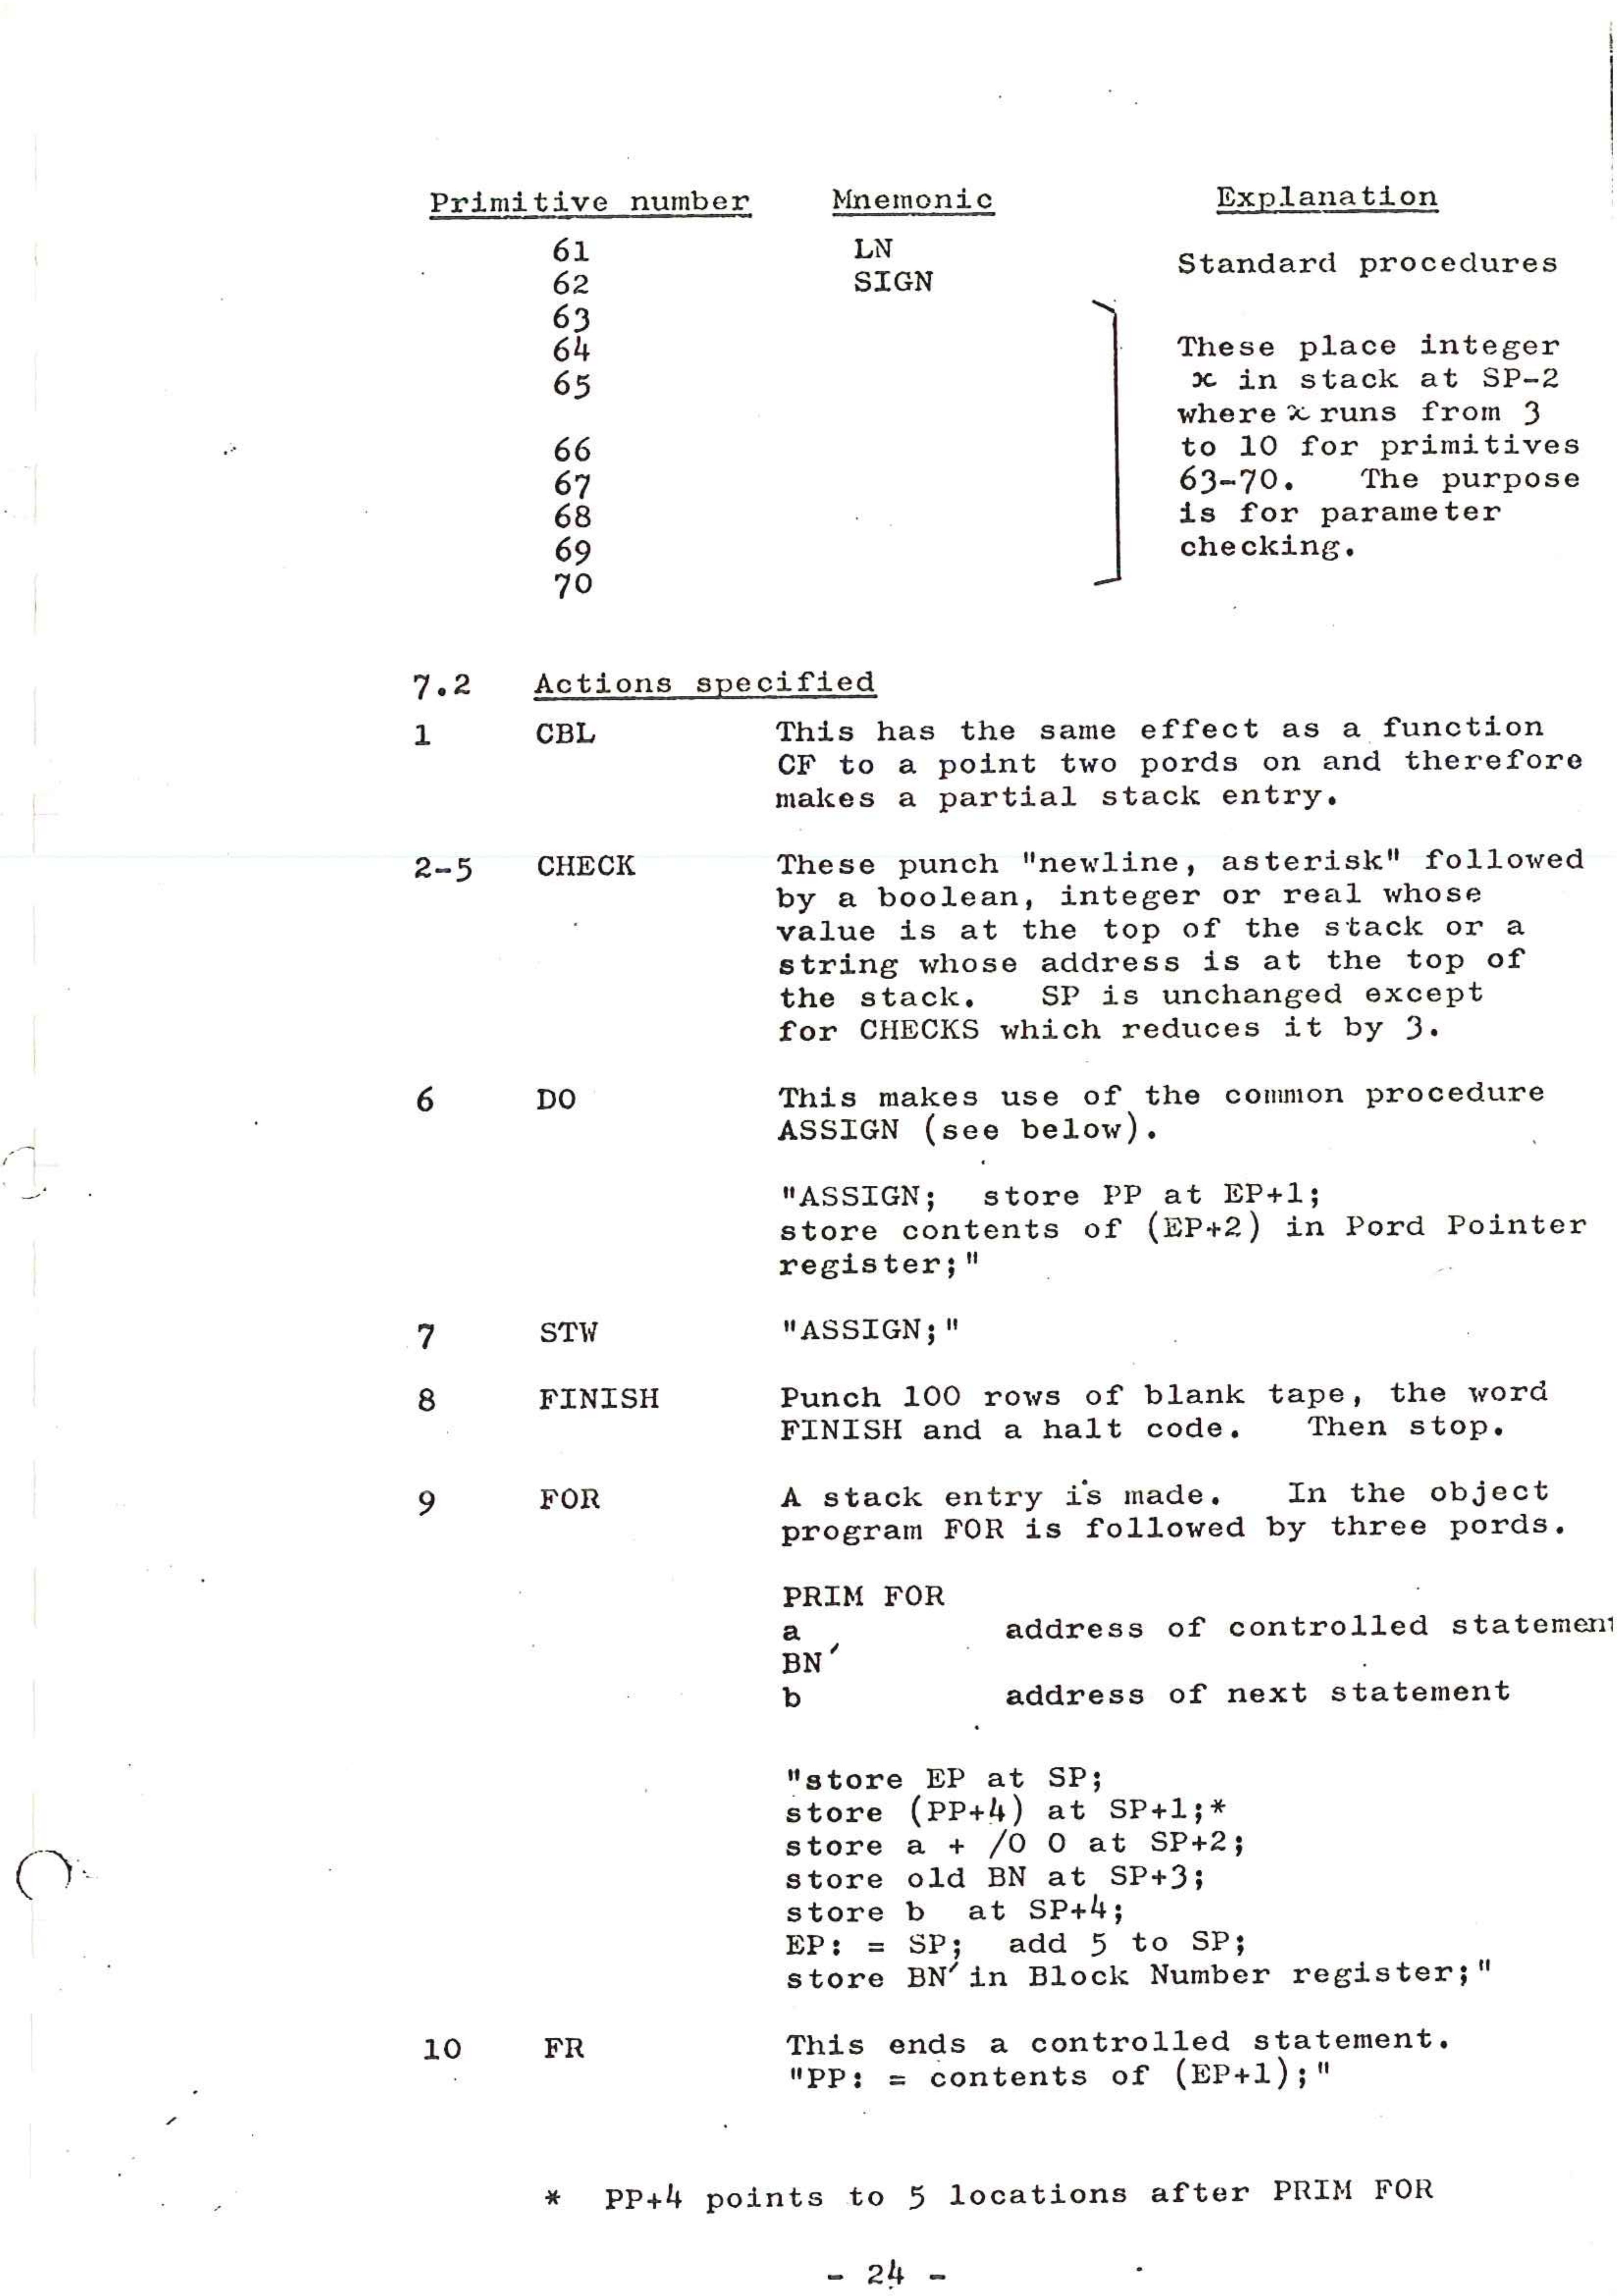 Primitive number Mnemonic Explanation
61 LN
Standard procedures
62 SIGN
63
64 These place integer
65 x in stack at SP-2
where x runs from 3
66 to 10 for primitives
67 63-70. The purpose
68 is for parameter
69 checking.
70
7.2 Actions specified
1 CBL This has the same effect as a function
CF to a point two pords on and therefore
makes a partial stack entry.
2-5 CHECK These punch "newline, asterisk" followed
by a boolean, integer or real whose
value is at the top of the stack or a
string whose address is at the top of
the stack. SP is unchanged except
for CHECKS which reduces it by 3.
6 DO This makes use of the common procedure
ASSIGN (see below).
"ASSIGN; store PP at EP+1;
store contents of (EP+2) in Pord Pointer
register;"
7 STW "ASSIGN;"
8 FINISH Punch 100 rows of blank tape, the word
FINISH and a halt code. Then stop.
9 FOR A stack entry is made. In the object
program FOR is followed by three pords.
PRIM FOR
a address of controlled statement
BN′
b address of next statement
"store EP at SP;
store (PP+4) at SP+1;*
store a + /0 0 at SP+2;
store old BN at SP+3;
store b at SP+4;
EP: = SP; add 5 to SP;
store BN′ in Block Number register;"
10 FR This ends a controlled statement.
"PP: = contents of (EP+1);"
* PP+4 points to 5 locations after PRIM FOR
- 24 -